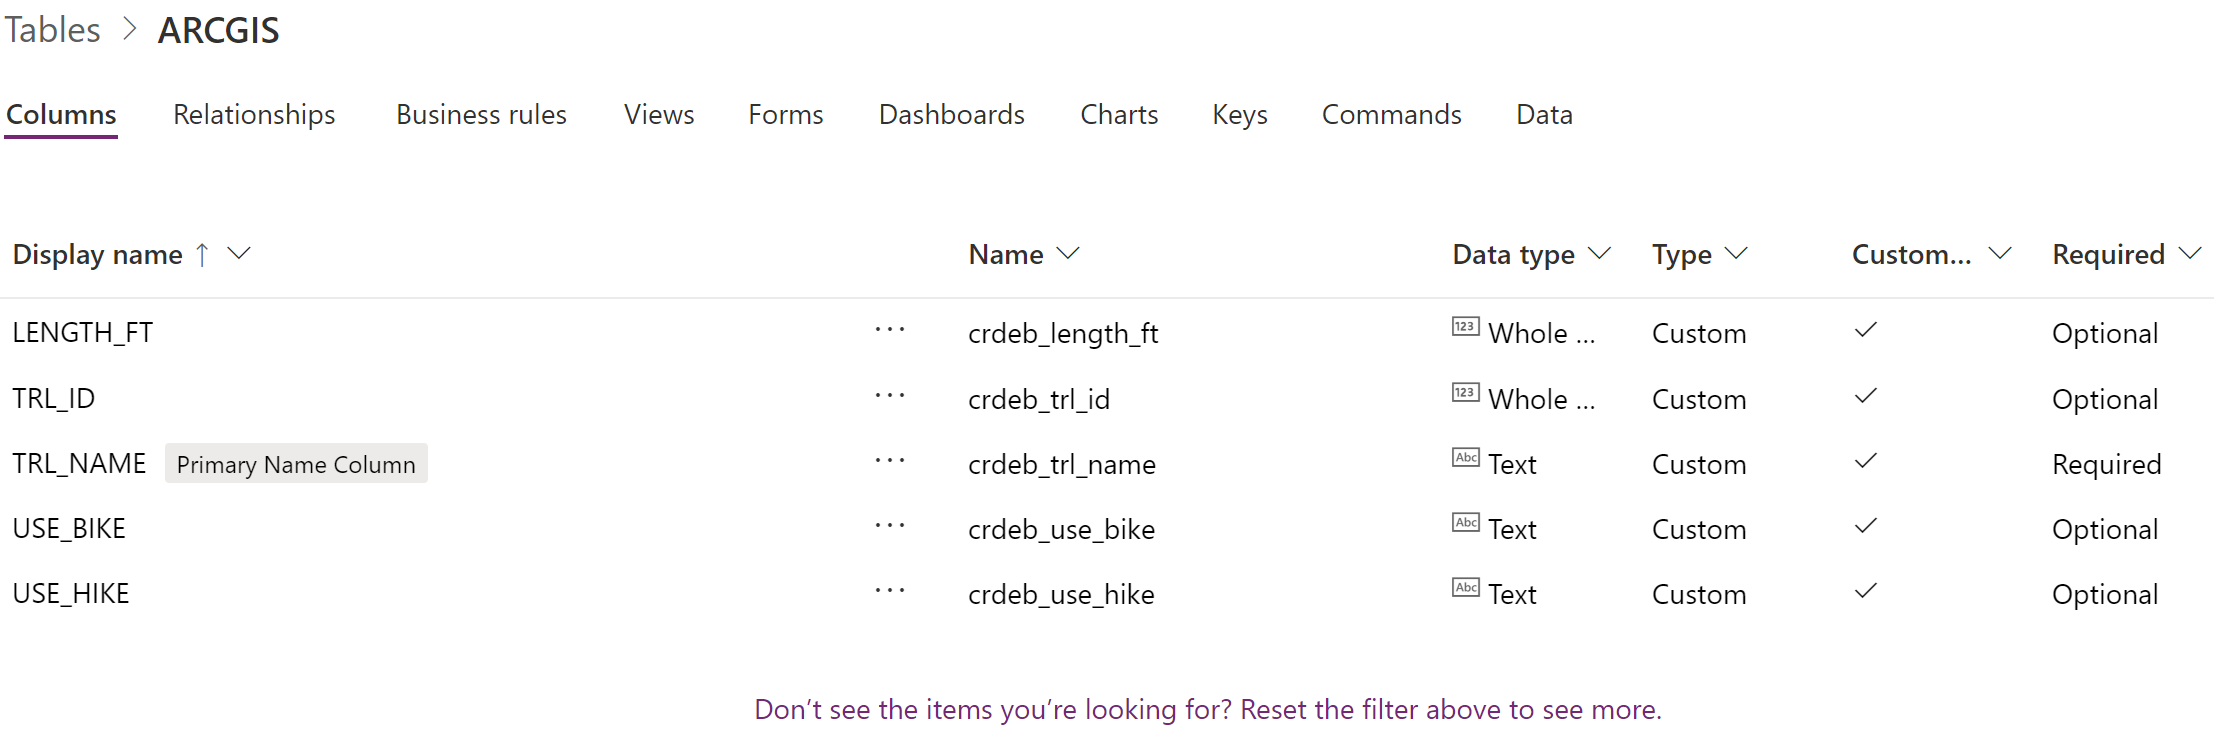 Tables > ARCGIS
Columns Relationships Business rules Views Forms Dashboards Charts Keys Commands Data
Display name ↑ Name Data type Type Custom... Required
LENGTH_FT ... crdeb_length_ft 123 Whole ... Custom Optional
TRL_ID ... crdeb_trl_id 123 Whole ... Custom Optional
TRL_NAME Primary Name Column ... crdeb_trl_name Abc Text Custom Required
USE_BIKE ... crdeb_use_bike Abc Text Custom Optional
USE_HIKE ... crdeb_use_hike Abc Text Custom Optional
Don’t see the items you’re looking for? Reset the filter above to see more.